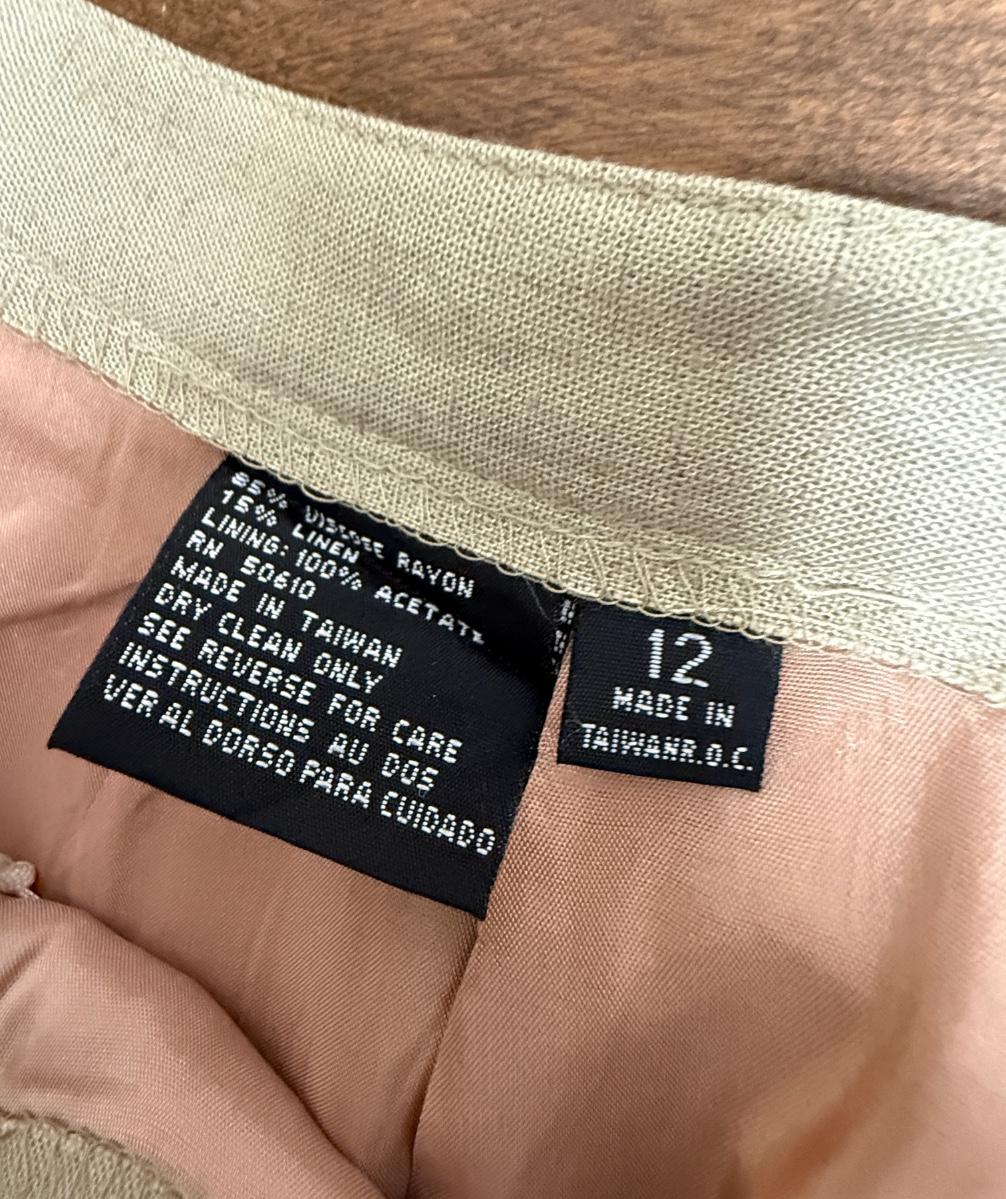 85% VISCOSE RAYON
15% LINEN
LINING: 100% ACETATE
RN 50610
MADE IN TAIWAN
DRY CLEAN ONLY
SEE REVERSE FOR CARE
INSTRUCTIONS AU DOS
VER AL DORSO PARA CUIDADO
12
MADE IN
TAIWAN R.O.C.